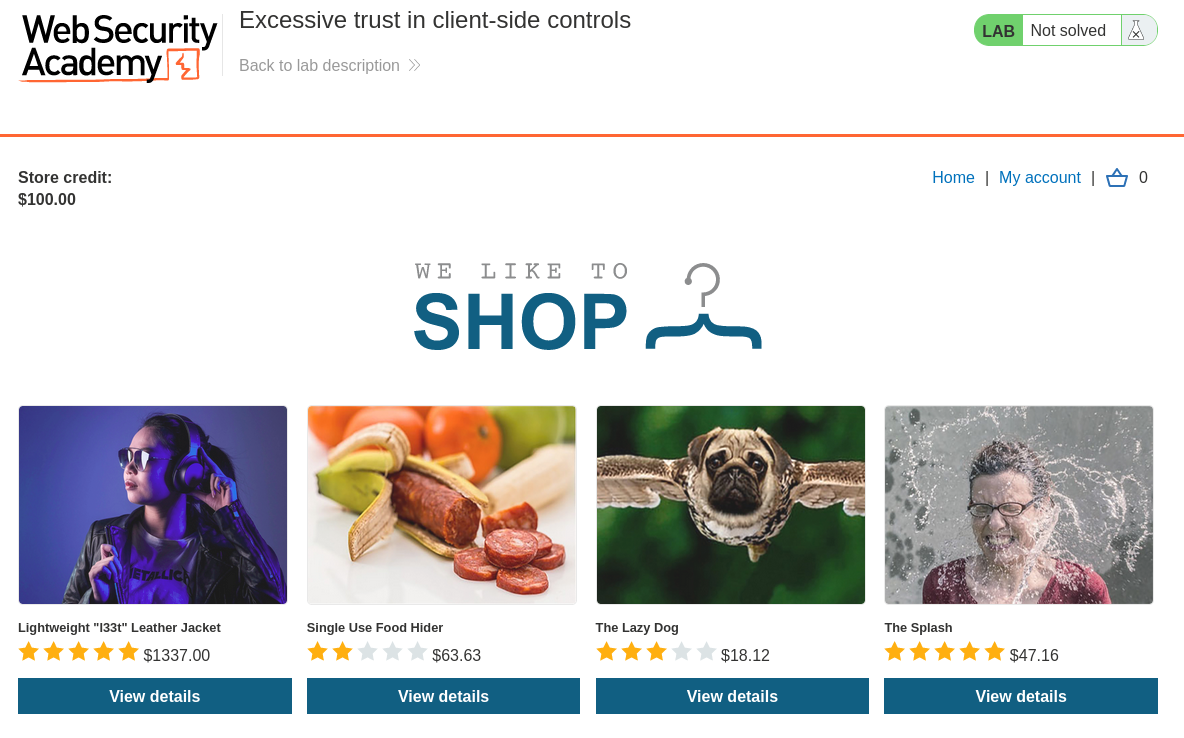 Web Security
Academy
Excessive trust in client-side controls
Back to lab description
LAB Not solved
Store credit:
$100.00
Home | My account | 0
WE LIKE TO
SHOP
METALLICA
Lightweight "l33t" Leather Jacket
$1337.00
View details
Single Use Food Hider
$63.63
View details
The Lazy Dog
$18.12
View details
The Splash
$47.16
View details